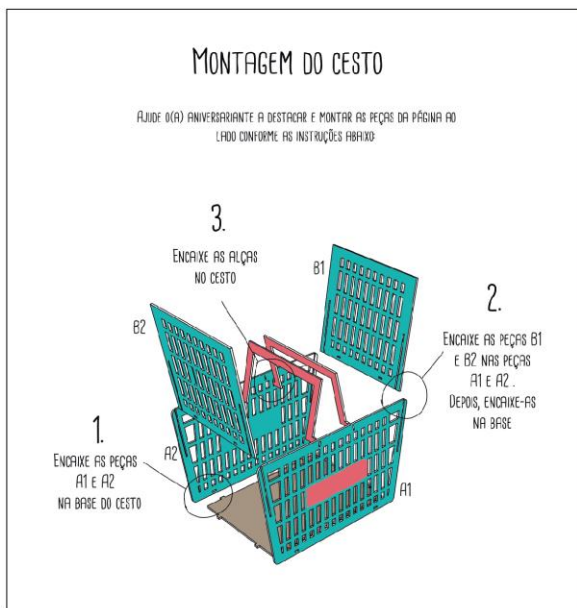 MONTAGEM DO CESTO
AJUDE O(A) ANIVERSARIANTE A DESTACAR E MONTAR AS PEÇAS DA PÁGINA AO
LADO CONFORME AS INSTRUÇÕES ABAIXO:
3.
ENCAIXE AS ALÇAS
NO CESTO
B1
B2
2.
ENCAIXE AS PEÇAS B1
E B2 NAS PEÇAS
A1 E A2 .
DEPOIS, ENCAIXE-AS
NA BASE
1.
ENCAIXE AS PEÇAS
A1 E A2
NA BASE DO CESTO
A2
A1